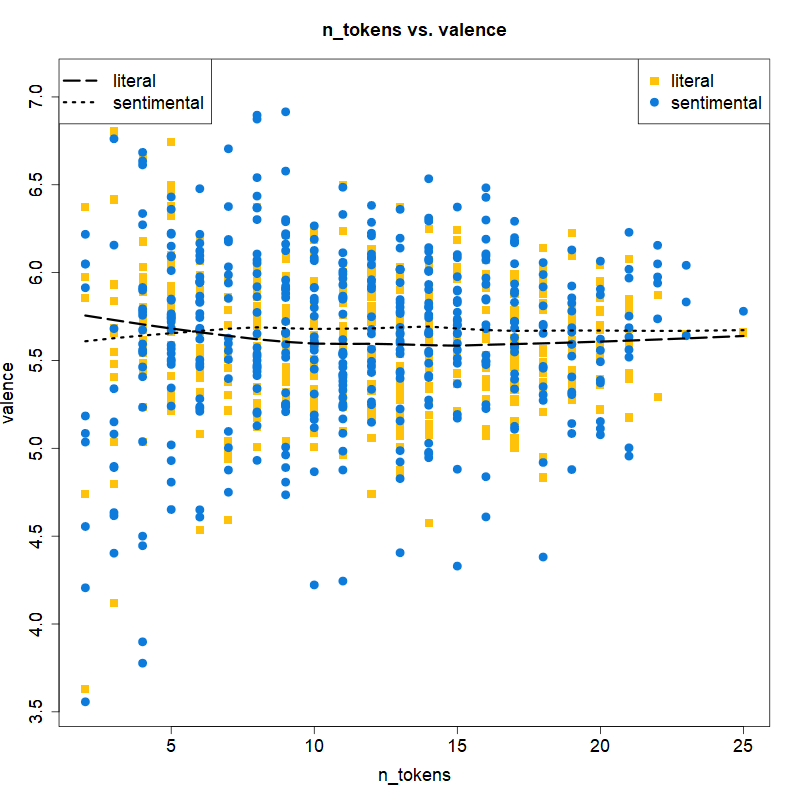 n_tokens vs. valence
literal
sentimental
literal
sentimental
valence
7.0
6.5
6.0
5.5
5.0
4.5
4.0
3.5
5 10 15 20 25
n_tokens